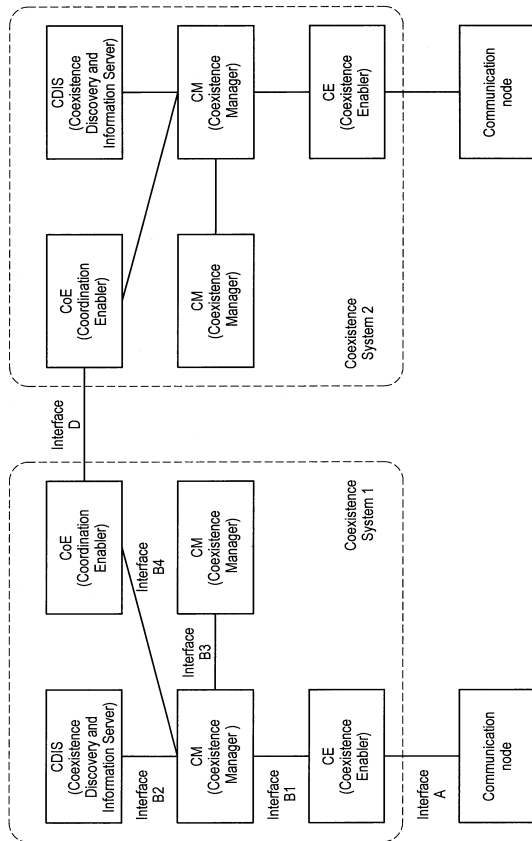 CDIS
(Coexistence
Discovery and
Information Server)
CoE
(Coordination
Enabler)
Interface
D
CoE
(Coordination
Enabler)
CDIS
(Coexistence
Discovery and
Information Server)
Interface
B2
Interface
B4
CM
(Coexistence
Manager )
Interface
B3
CM
(Coexistence
Manager)
CM
(Coexistence
Manager)
CM
(Coexistence
Manager)
Interface
B1
CE
(Coexistence
Enabler)
Coexistence
System 1
Coexistence
System 2
CE
(Coexistence
Enabler)
Interface
A
Communication
node
Communication
node